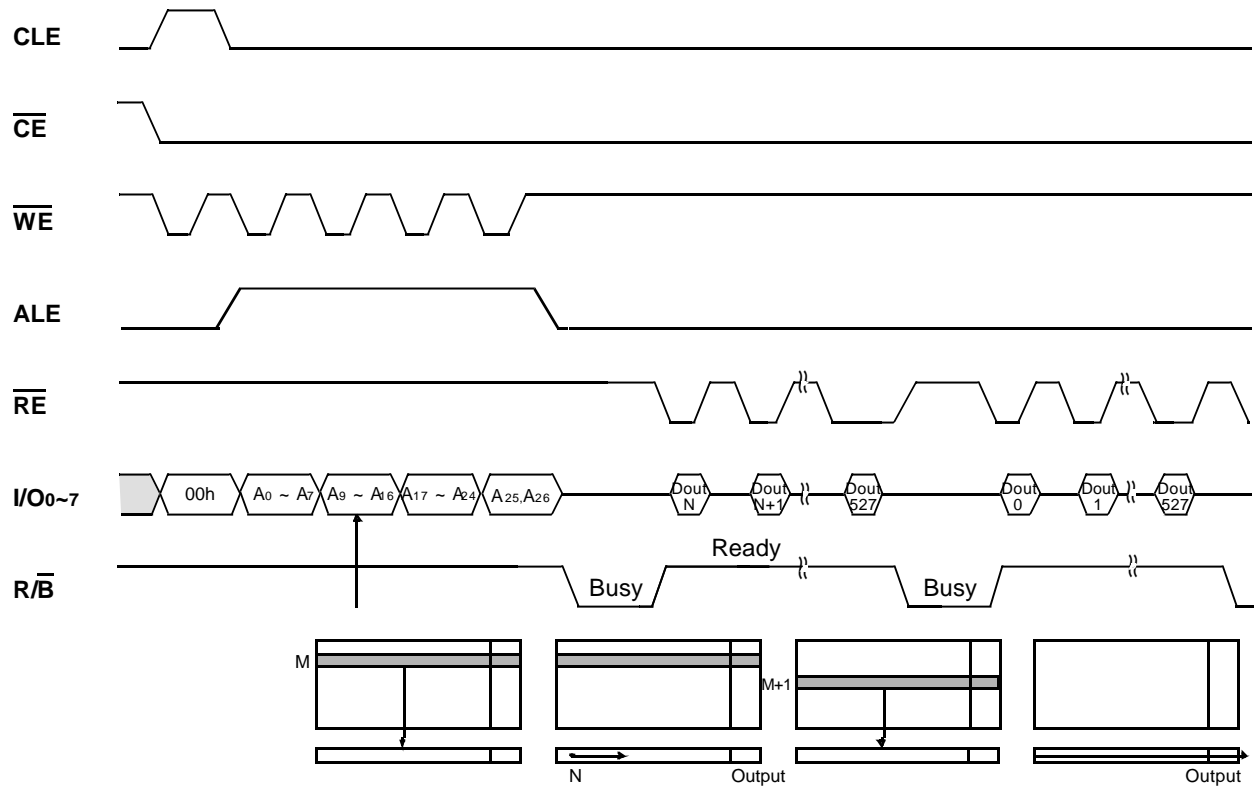 CLE
CE
WE
ALE
RE
I/O0~7
00h
A0 ~ A7
A9 ~ A16
A17 ~ A24
A25,A26
Dout
N
Dout
N+1
Dout
527
Dout
0
Dout
1
Dout
527
R/B
Busy
Ready
Busy
M
M+1
N
Output
Output